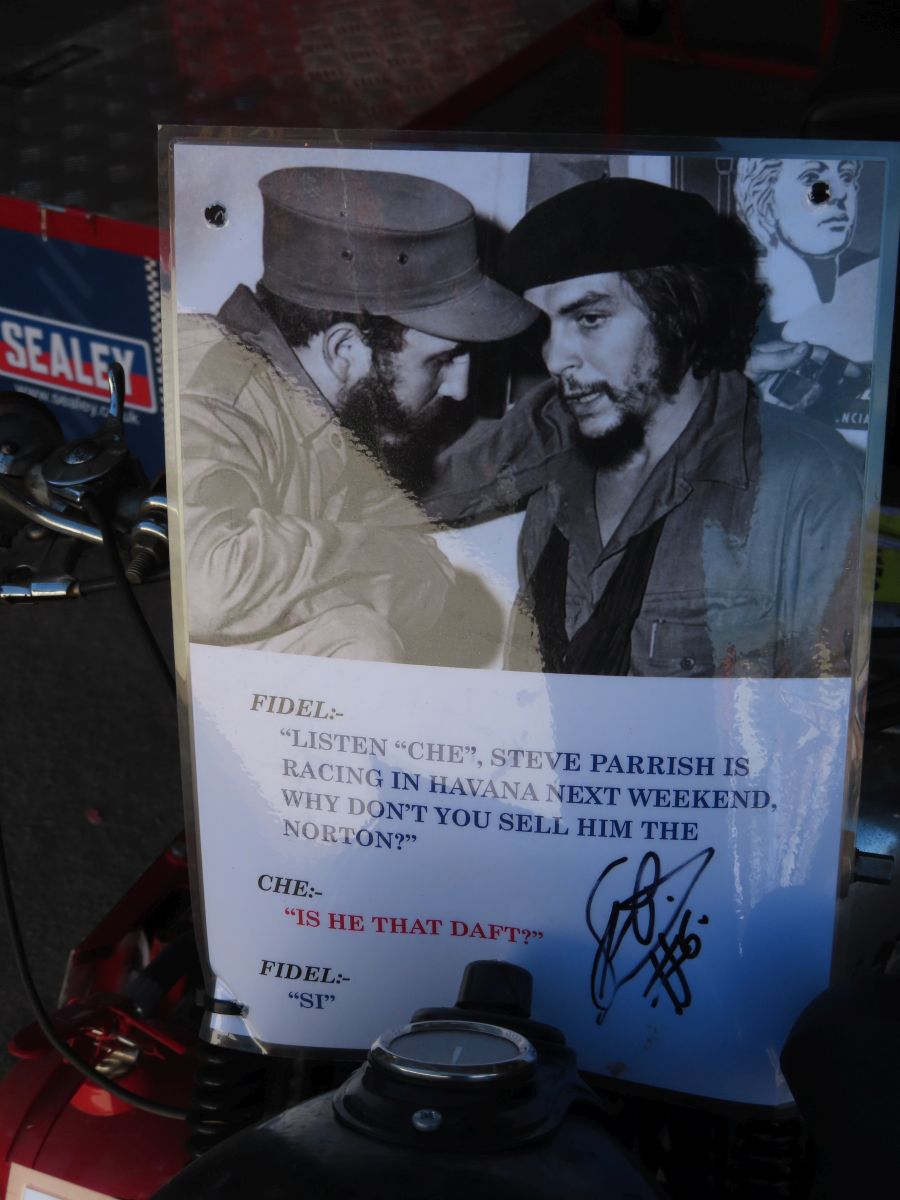 SEALEY
FIDEL:-
“LISTEN “CHE”, STEVE PARRISH IS
RACING IN HAVANA NEXT WEEKEND,
WHY DON’T YOU SELL HIM THE
NORTON?”
CHE:-
“IS HE THAT DAFT?”
FIDEL:-
“SI”
#6